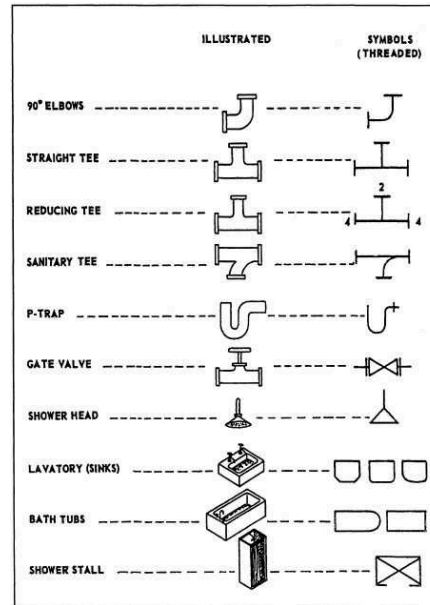 ILLUSTRATED SYMBOLS
(THREADED)
90° ELBOWS
STRAIGHT TEE
2
REDUCING TEE 4 4
SANITARY TEE
P-TRAP
GATE VALVE
SHOWER HEAD
LAVATORY (SINKS)
BATH TUBS
SHOWER STALL